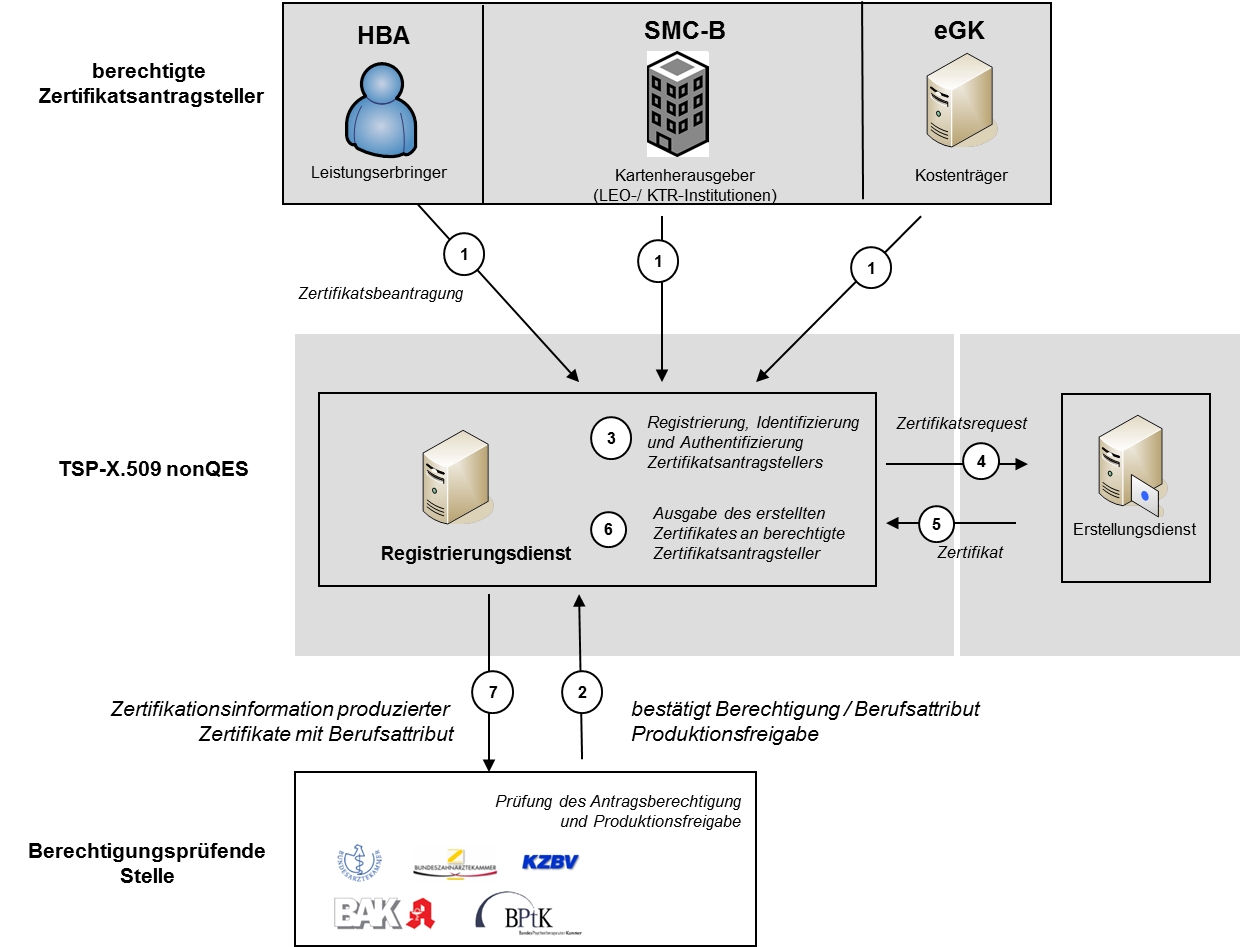 HBA
SMC-B
eGK
berechtigte
Zertifikatsantragsteller
Leistungserbringer
Kartenherausgeber
(LEO-/ KTR-Institutionen)
Kostenträger
1
1
1
Zertifikatsbeantragung
TSP-X.509 nonQES
3
Registrierung, Identifizierung
und Authentifizierung
Zertifikatsantragstellers
6
Ausgabe des erstellten
Zertifikates an berechtigte
Zertifikatsantragsteller
Registrierungsdienst
Zertifikatsrequest
4
5
Zertifikat
Erstellungsdienst
7
2
Zertifikationsinformation produzierter
Zertifikate mit Berufsattribut
bestätigt Berechtigung / Berufsattribut
Produktionsfreigabe
Prüfung des Antragsberechtigung
und Produktionsfreigabe
Berechtigungsprüfende
Stelle
BUNDESÄRZTEKAMMER
BUNDESZAHNÄRZTEKAMMER
KZBV
BAK
BPtK
BundesPsychotherapeutenKammer